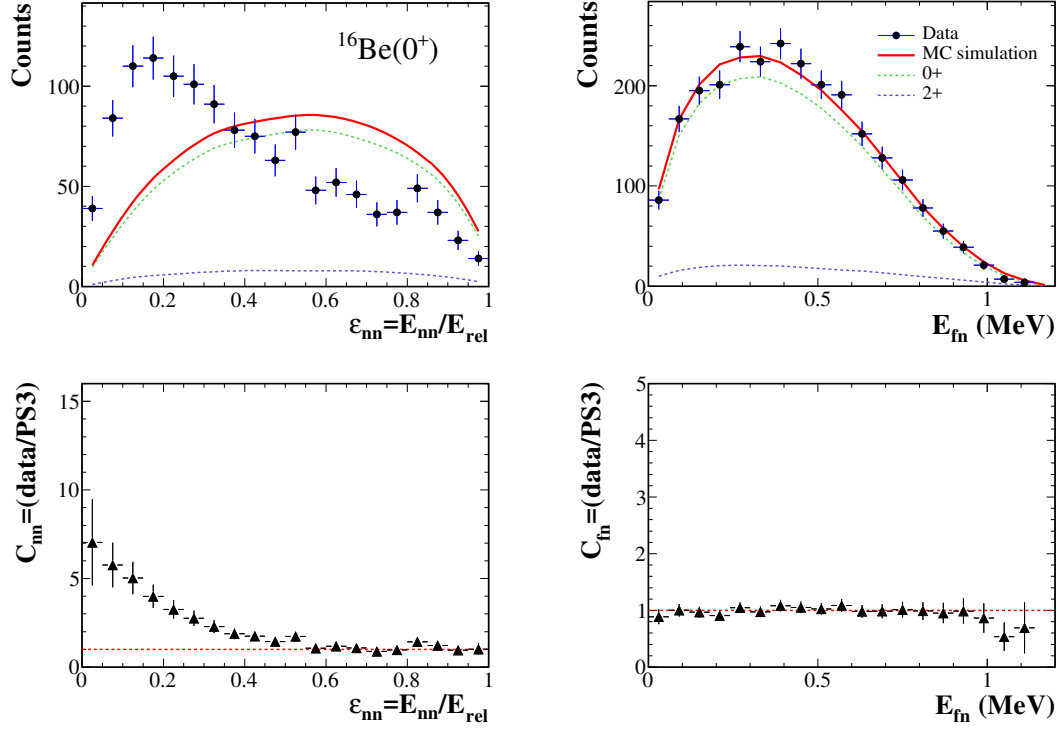 Counts
¹⁶Be(0⁺)
100
50
0
0 0.2 0.4 0.6 0.8 1
ε_nn=E_nn/E_rel
Counts
Data
MC simulation
0+
2+
200
100
0
0 0.5 1
E_fn (MeV)
C_nn=(data/PS3)
15
10
5
0
0 0.2 0.4 0.6 0.8 1
ε_nn=E_nn/E_rel
C_fn=(data/PS3)
5
4
3
2
1
0
0 0.5 1
E_fn (MeV)